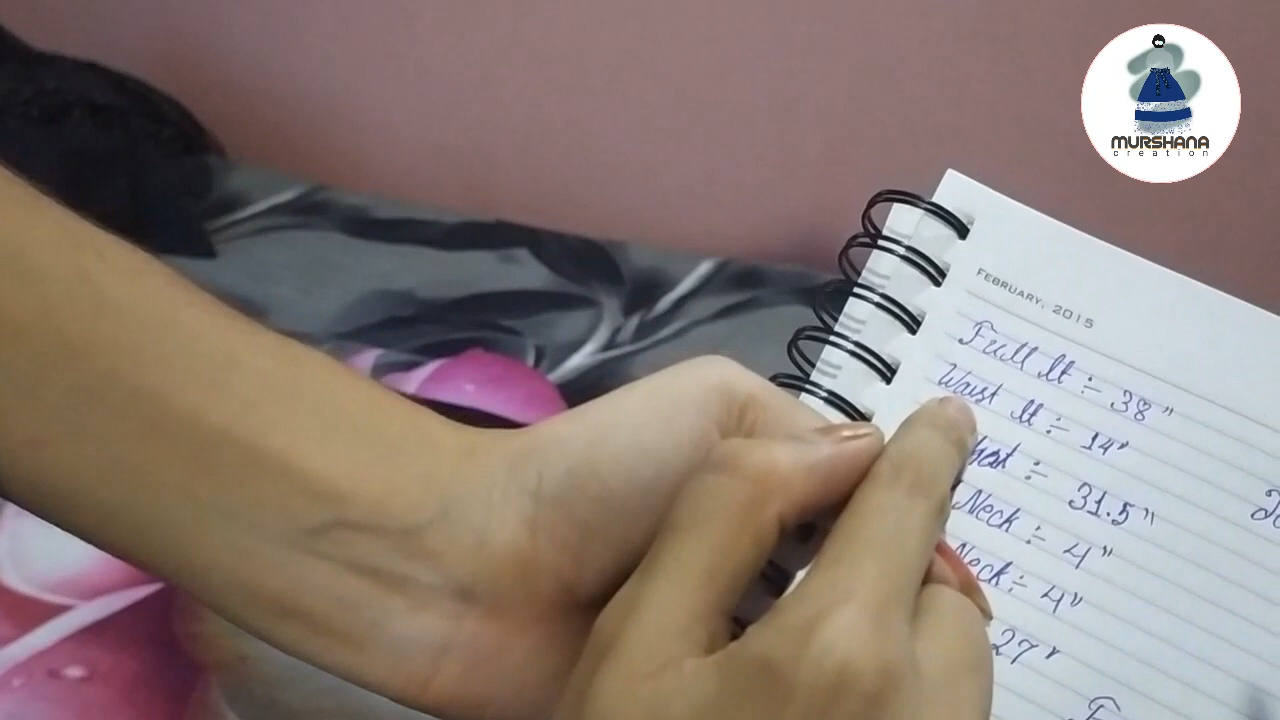 MURSHANA
creation
FEBRUARY, 2015
Full lt :- 38"
Waist lt :- 14"
:- 31.5"
Neck :- 4"
Neck :- 4"
27"